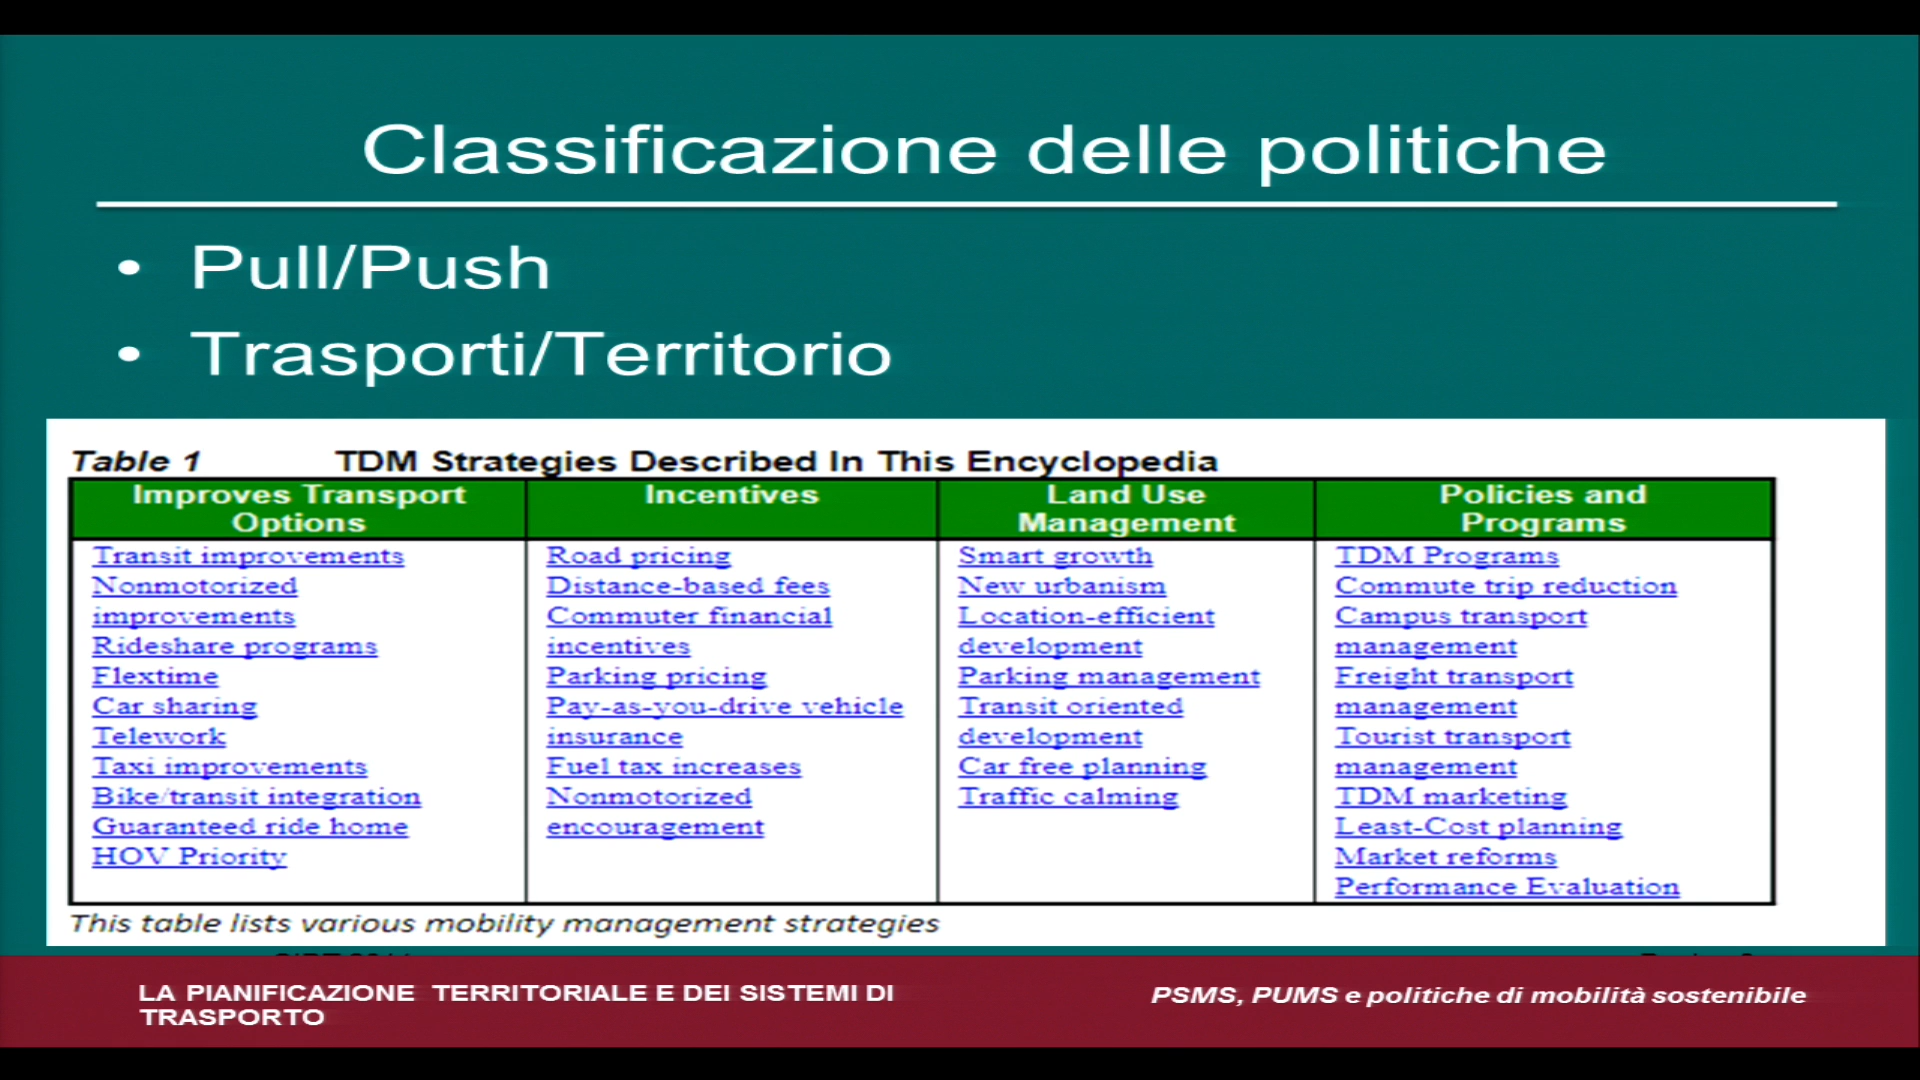 Classificazione delle politiche
• Pull/Push
• Trasporti/Territorio
Table 1 TDM Strategies Described In This Encyclopedia
Improves Transport
Options
Incentives
Land Use
Management
Policies and
Programs
Transit improvements
Nonmotorized
improvements
Rideshare programs
Flextime
Car sharing
Telework
Taxi improvements
Bike/transit integration
Guaranteed ride home
HOV Priority
Road pricing
Distance-based fees
Commuter financial
incentives
Parking pricing
Pay-as-you-drive vehicle
insurance
Fuel tax increases
Nonmotorized
encouragement
Smart growth
New urbanism
Location-efficient
development
Parking management
Transit oriented
development
Car free planning
Traffic calming
TDM Programs
Commute trip reduction
Campus transport
management
Freight transport
management
Tourist transport
management
TDM marketing
Least-Cost planning
Market reforms
Performance Evaluation
This table lists various mobility management strategies
LA PIANIFICAZIONE TERRITORIALE E DEI SISTEMI DI
TRASPORTO
PSMS, PUMS e politiche di mobilità sostenibile